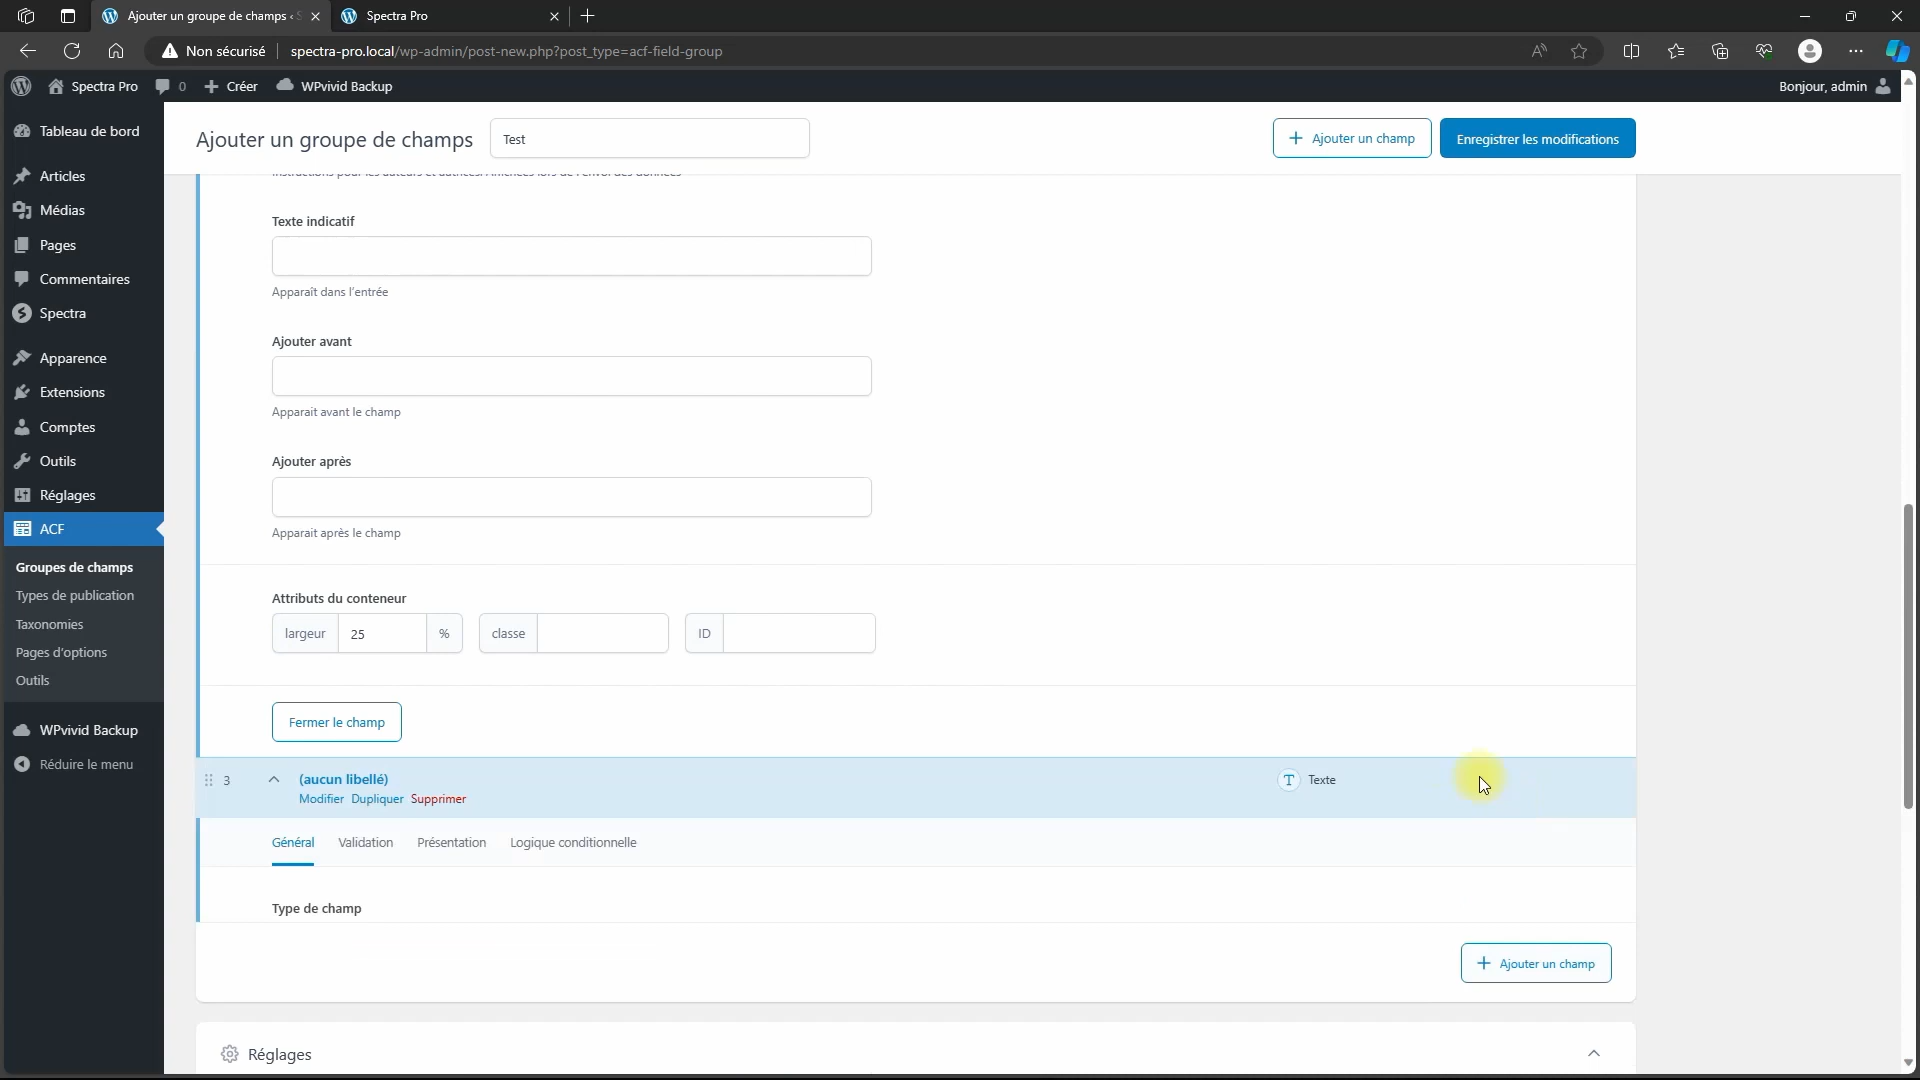 Ajouter un groupe de champs ‹ S
Spectra Pro
Non sécurisé
spectra-pro.local/wp-admin/post-new.php?post_type=acf-field-group
Spectra Pro
0
Créer
WPvivid Backup
Bonjour, admin
Tableau de bord
Articles
Médias
Pages
Commentaires
Spectra
Apparence
Extensions
Comptes
Outils
Réglages
ACF
Groupes de champs
Types de publication
Taxonomies
Pages d'options
Outils
WPvivid Backup
Réduire le menu
Ajouter un groupe de champs
Test
Ajouter un champ
Enregistrer les modifications
Instructions pour les auteurs et autrices. Affichées lors de l'envoi des données
Texte indicatif
Apparaît dans l'entrée
Ajouter avant
Apparait avant le champ
Ajouter après
Apparait après le champ
Attributs du conteneur
largeur 25 % classe ID
Fermer le champ
3 (aucun libellé) T Texte
Modifier Dupliquer Supprimer
Général Validation Présentation Logique conditionnelle
Type de champ
Ajouter un champ
Réglages